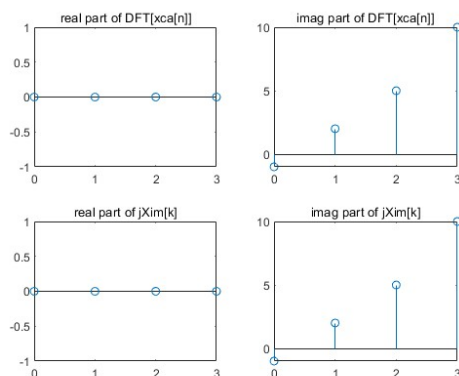 real part of DFT[xca[n]]
1
0.5
0
-0.5
-1
0 1 2 3
imag part of DFT[xca[n]]
10
5
0
0 1 2 3
real part of jXim[k]
1
0.5
0
-0.5
-1
0 1 2 3
imag part of jXim[k]
10
5
0
0 1 2 3